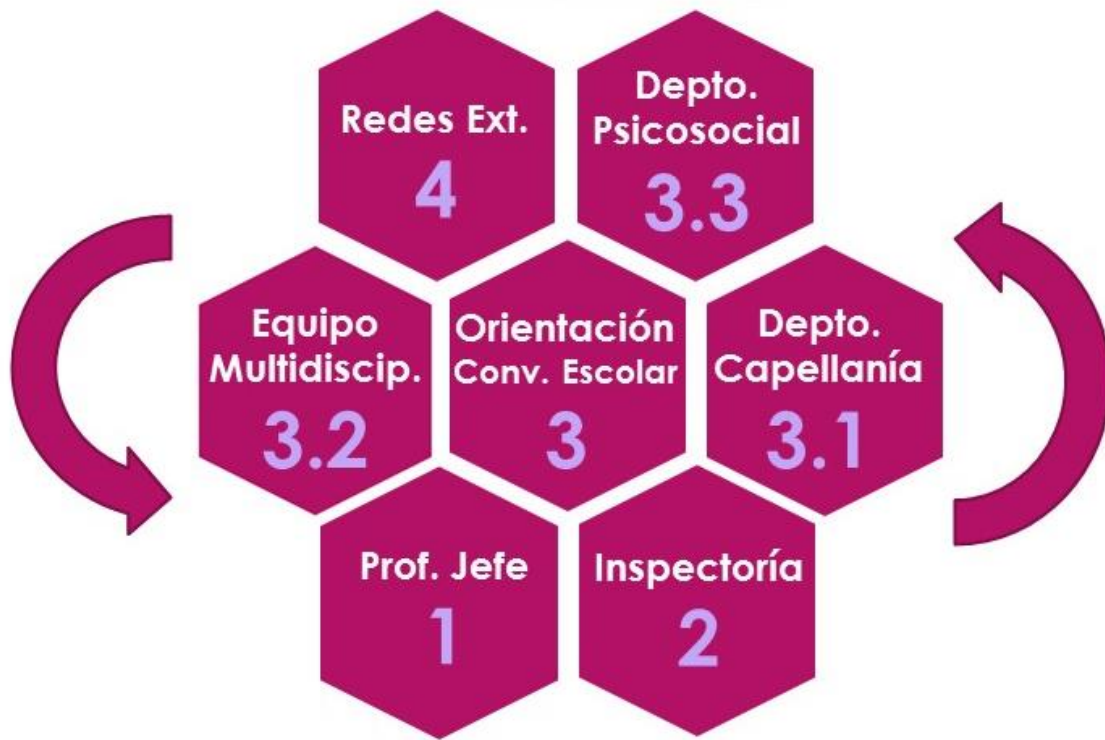 Redes Ext.
4
Depto.
Psicosocial
3.3
Equipo
Multidiscip.
3.2
Orientación
Conv. Escolar
3
Depto.
Capellanía
3.1
Prof. Jefe
1
Inspectoría
2